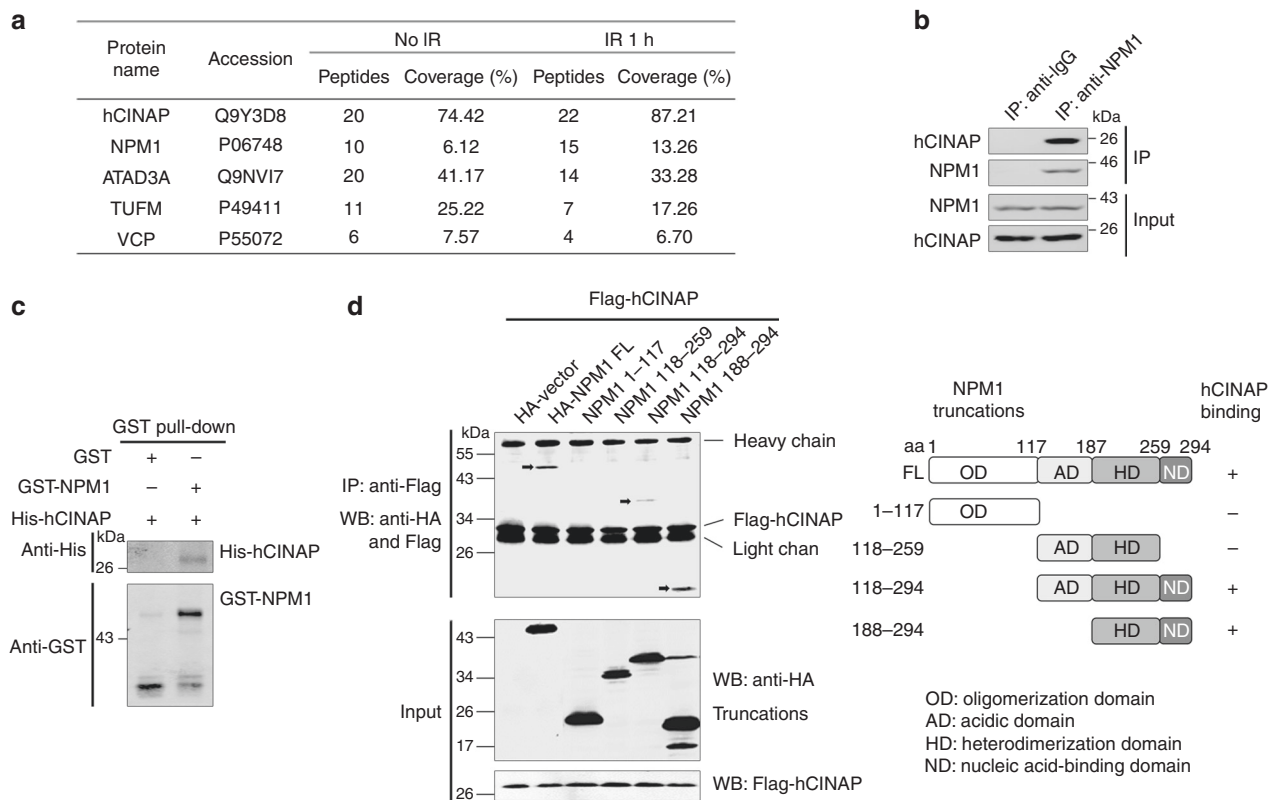 a
Protein name Accession No IR IR 1 h
Peptides Coverage (%) Peptides Coverage (%)
hCINAP Q9Y3D8 20 74.42 22 87.21
NPM1 P06748 10 6.12 15 13.26
ATAD3A Q9NVI7 20 41.17 14 33.28
TUFM P49411 11 25.22 7 17.26
VCP P55072 6 7.57 4 6.70
b
IP: anti-IgG
IP: anti-NPM1
kDa
hCINAP 26
NPM1 46
IP
NPM1 43
hCINAP 26
Input
c
GST pull-down
GST + –
GST-NPM1 – +
His-hCINAP + +
Anti-His kDa 26 His-hCINAP
GST-NPM1
Anti-GST 43
d
Flag-hCINAP
HA-vector
HA-NPM1 FL
NPM1 1–117
NPM1 118–259
NPM1 118–294
NPM1 188–294
kDa
55
43
34
26
IP: anti-Flag
WB: anti-HA
and Flag
Heavy chain
Flag-hCINAP
Light chan
Input
43
34
26
17
WB: anti-HA
Truncations
26
WB: Flag-hCINAP
NPM1 truncations
hCINAP binding
aa 1 117 187 259 294
FL OD AD HD ND +
1–117 OD –
118–259 AD HD –
118–294 AD HD ND +
188–294 HD ND +
OD: oligomerization domain
AD: acidic domain
HD: heterodimerization domain
ND: nucleic acid-binding domain